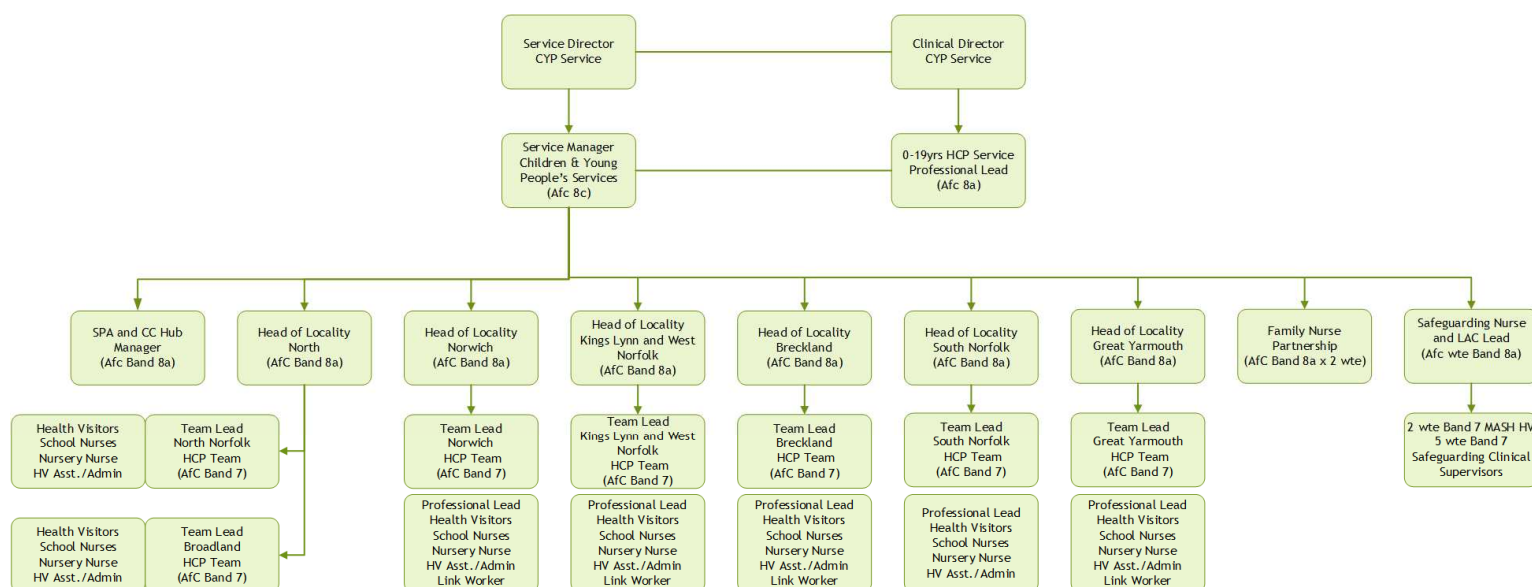 Service Director
CYP Service
Clinical Director
CYP Service
Service Manager
Children & Young
People's Services
(Afc 8c)
0-19yrs HCP Service
Professional Lead
(Afc 8a)
SPA and CC Hub
Manager
(Afc Band 8a)
Head of Locality
North
(AfC Band 8a)
Head of Locality
Norwich
(AfC Band 8a)
Head of Locality
Kings Lynn and West
Norfolk
(AfC Band 8a)
Head of Locality
Breckland
(AfC Band 8a)
Head of Locality
South Norfolk
(AfC Band 8a)
Head of Locality
Great Yarmouth
(AfC Band 8a)
Family Nurse
Partnership
(AfC Band 8a x 2 wte)
Safeguarding Nurse
and LAC Lead
(Afc wte Band 8a)
Health Visitors
School Nurses
Nursery Nurse
HV Asst./Admin
Team Lead
North Norfolk
HCP Team
(AfC Band 7)
Team Lead
Norwich
HCP Team
(AfC Band 7)
Team Lead
Kings Lynn and West
Norfolk
HCP Team
(AfC Band 7)
Team Lead
Breckland
HCP Team
(AfC Band 7)
Team Lead
South Norfolk
HCP Team
(AfC Band 7)
Team Lead
Great Yarmouth
HCP Team
(AfC Band 7)
2 wte Band 7 MASH HV
5 wte Band 7
Safeguarding Clinical
Supervisors
Health Visitors
School Nurses
Nursery Nurse
HV Asst./Admin
Team Lead
Broadland
HCP Team
(AfC Band 7)
Professional Lead
Health Visitors
School Nurses
Nursery Nurse
HV Asst./Admin
Link Worker
Professional Lead
Health Visitors
School Nurses
Nursery Nurse
HV Asst./Admin
Link Worker
Professional Lead
Health Visitors
School Nurses
Nursery Nurse
HV Asst./Admin
Link Worker
Professional Lead
Health Visitors
School Nurses
Nursery Nurse
HV Asst./Admin
Professional Lead
Health Visitors
School Nurses
Nursery Nurse
HV Asst./Admin
Link Worker